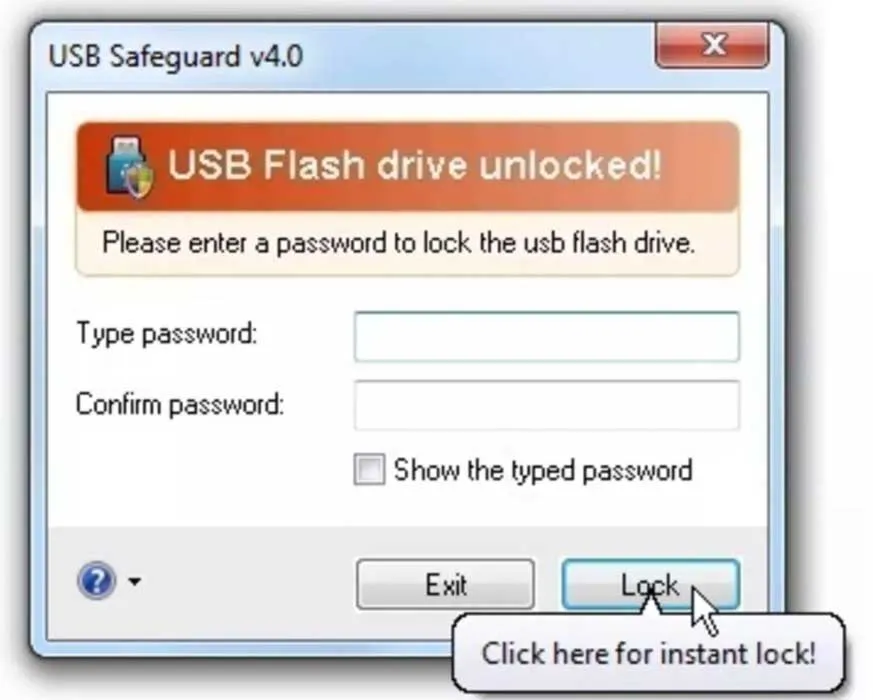 USB Safeguard v4.0
USB Flash drive unlocked!
Please enter a password to lock the usb flash drive.
Type password:
Confirm password:
Show the typed password
Exit
Lock
Click here for instant lock!